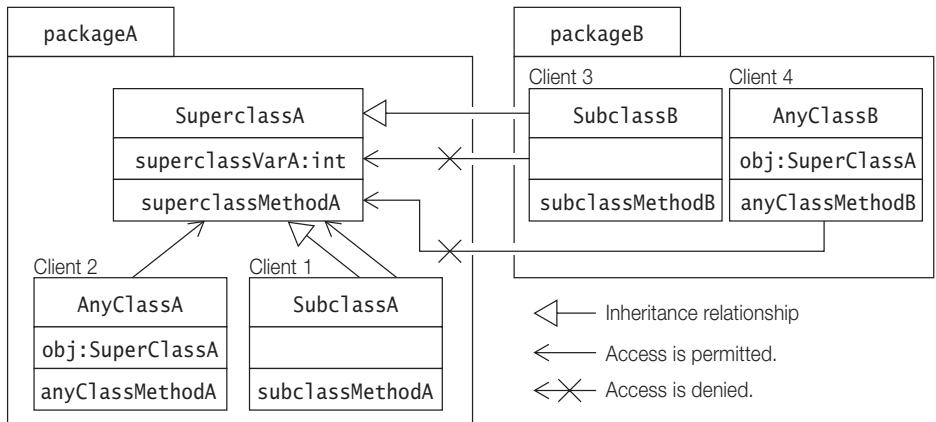 packageA
packageB
Client 3
Client 4
SuperclassA
superclassVarA:int
superclassMethodA
SubclassB
subclassMethodB
AnyClassB
obj:SuperClassA
anyClassMethodB
Client 2
Client 1
AnyClassA
obj:SuperClassA
anyClassMethodA
SubclassA
subclassMethodA
Inheritance relationship
Access is permitted.
Access is denied.